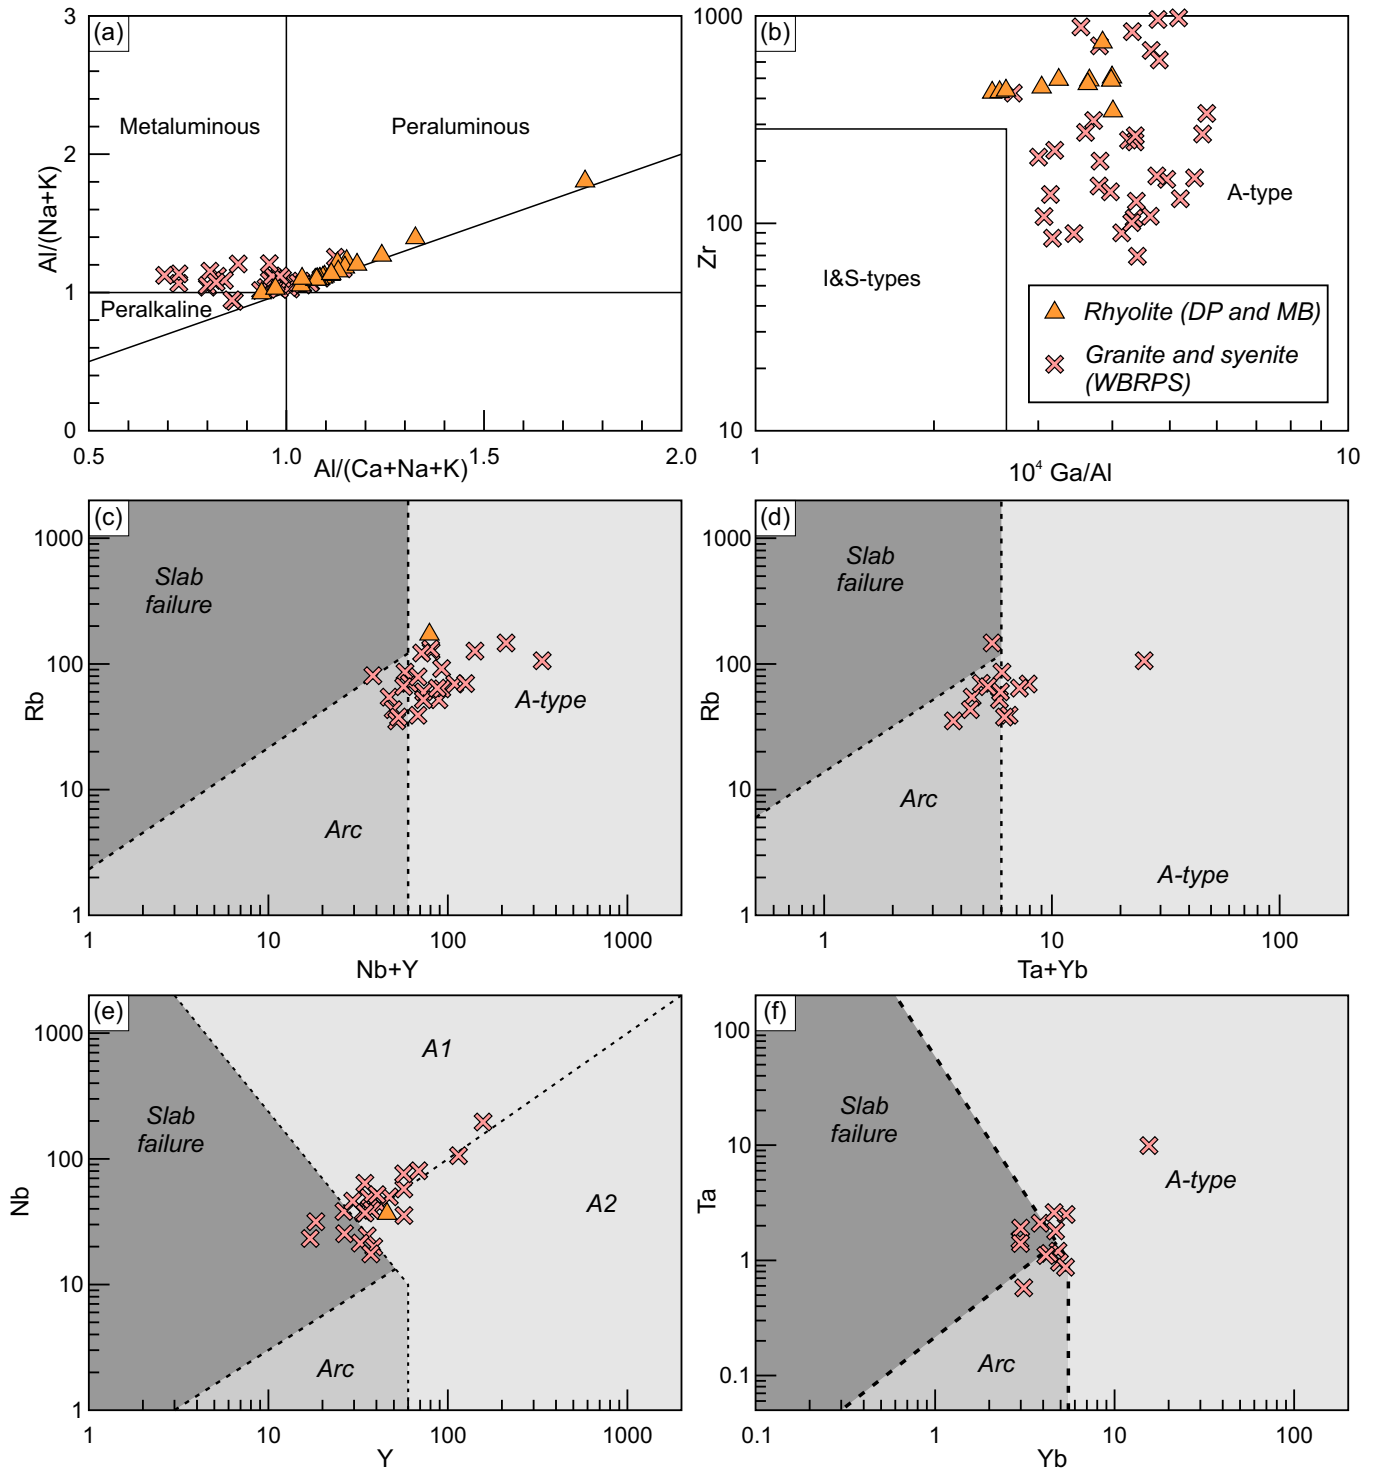 (a)
3
2
1
0
Al/(Na+K)
Metaluminous
Peraluminous
Peralkaline
0.5
1.0
1.5
2.0
Al/(Ca+Na+K)
(b)
1000
100
10
Zr
I&S-types
A-type
Rhyolite (DP and MB)
Granite and syenite
(WBRPS)
1
10
10⁴ Ga/Al
(c)
1000
100
10
1
Rb
Slab
failure
Arc
A-type
1
10
100
1000
Nb+Y
(d)
1000
100
10
1
Rb
Slab
failure
Arc
A-type
1
10
100
Ta+Yb
(e)
1000
100
10
1
Nb
Slab
failure
A1
A2
Arc
1
10
100
1000
Y
(f)
100
10
1
0.1
Ta
Slab
failure
A-type
Arc
0.1
1
10
100
Yb